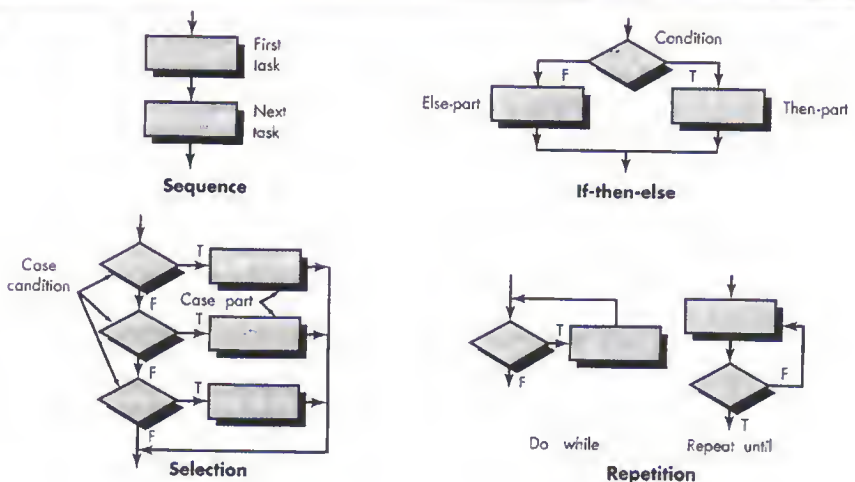 First
task
Next
task
Sequence
Condition
F
T
Else-part
Then-part
If-then-else
Case
condition
T
F
Case part
T
F
T
F
Selection
T
F
Do while
F
T
Repeat until
Repetition